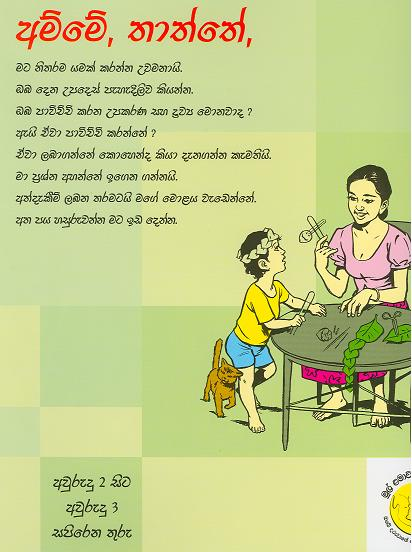 අම්මේ, තාත්තේ,
මට නිතරම යමක් කරන්න උවමනායි.
ඔබ දෙන උපදෙස් පැහැදිලිව කියන්න.
ඔබ පාවිච්චි කරන උපකරණ සහ ද්‍රව්‍ය මොනවාද ?
ඇයි ඒවා පාවිච්චි කරන්නේ ?
ඒවා ලබාගන්නේ කොහෙන්ද කියා දැනගන්න කැමතියි.
මා ප්‍රශ්න අහන්නේ ඉගෙන ගන්නයි.
අත්දැකීම් ලබන තරමටයි මගේ මොළය වැඩෙන්නේ.
අත පය හසුරුවන්න මට ඉඩ දෙන්න.
අවුරුදු 2 සිට
අවුරුදු 3
සපිරෙන තුරු